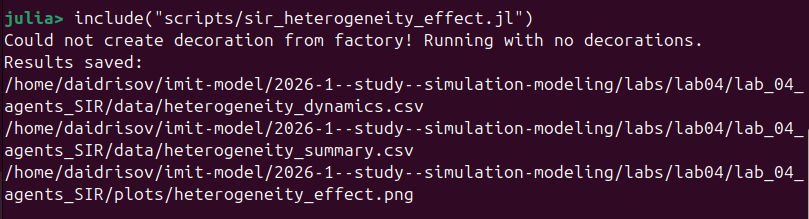 julia> include("scripts/sir_heterogeneity_effect.jl")
Could not create decoration from factory! Running with no decorations.
Results saved:
/home/daidrisov/imit-model/2026-1--study--simulation-modeling/labs/lab04/lab_04_
agents_SIR/data/heterogeneity_dynamics.csv
/home/daidrisov/imit-model/2026-1--study--simulation-modeling/labs/lab04/lab_04_
agents_SIR/data/heterogeneity_summary.csv
/home/daidrisov/imit-model/2026-1--study--simulation-modeling/labs/lab04/lab_04_
agents_SIR/plots/heterogeneity_effect.png